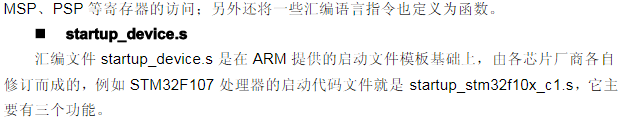 MSP、PSP 等寄存器的访问；另外还将一些汇编语言指令也定义为函数。
■ startup_device.s
汇编文件 startup_device.s 是在 ARM 提供的启动文件模板基础上，由各芯片厂商各自
修订而成的，例如 STM32F107 处理器的启动代码文件就是 startup_stm32f10x_c1.s，它主
要有三个功能。